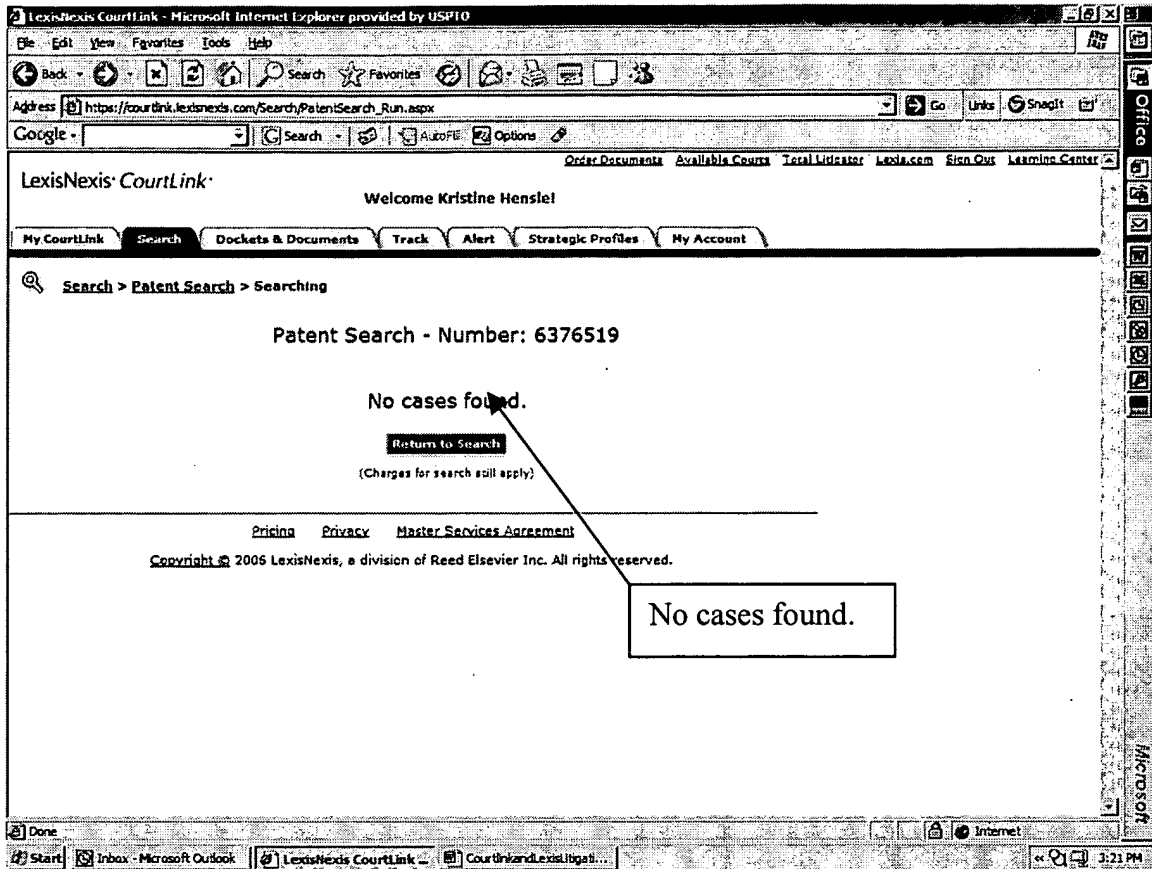 LexisNexis CourtLink - Microsoft Internet Explorer provided by USPTO
File Edit View Favorites Tools Help
Back Search Favorites
Address https://courtlink.lexisnexis.com/Search/PatentSearch_Run.aspx Go Links SnagIt
Google Search AutoFill Options
Order Documents Available Courts Total Litigator Lexis.com Sign Out Learning Center
LexisNexis CourtLink
Welcome Kristine Hensle!
My CourtLink Search Dockets & Documents Track Alert Strategic Profiles My Account
Search > Patent Search > Searching
Patent Search - Number: 6376519
No cases found.
Return to Search
(Charges for search still apply)
Pricing Privacy Master Services Agreement
Copyright © 2006 LexisNexis, a division of Reed Elsevier Inc. All rights reserved.
No cases found.
Office
Microsoft
Done Internet
Start Inbox - Microsoft Outlook LexisNexis CourtLink - CourtlinkandLexisLitigati... « 3:21 PM